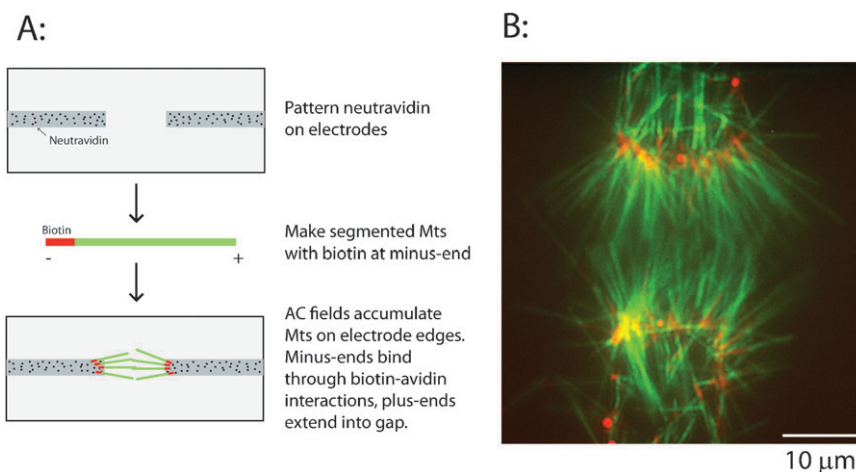 A:
B:
Neutravidin
Pattern neutravidin
on electrodes
Biotin
-
+
Make segmented Mts
with biotin at minus-end
AC fields accumulate
Mts on electrode edges.
Minus-ends bind
through biotin-avidin
interactions, plus-ends
extend into gap.
10 μm